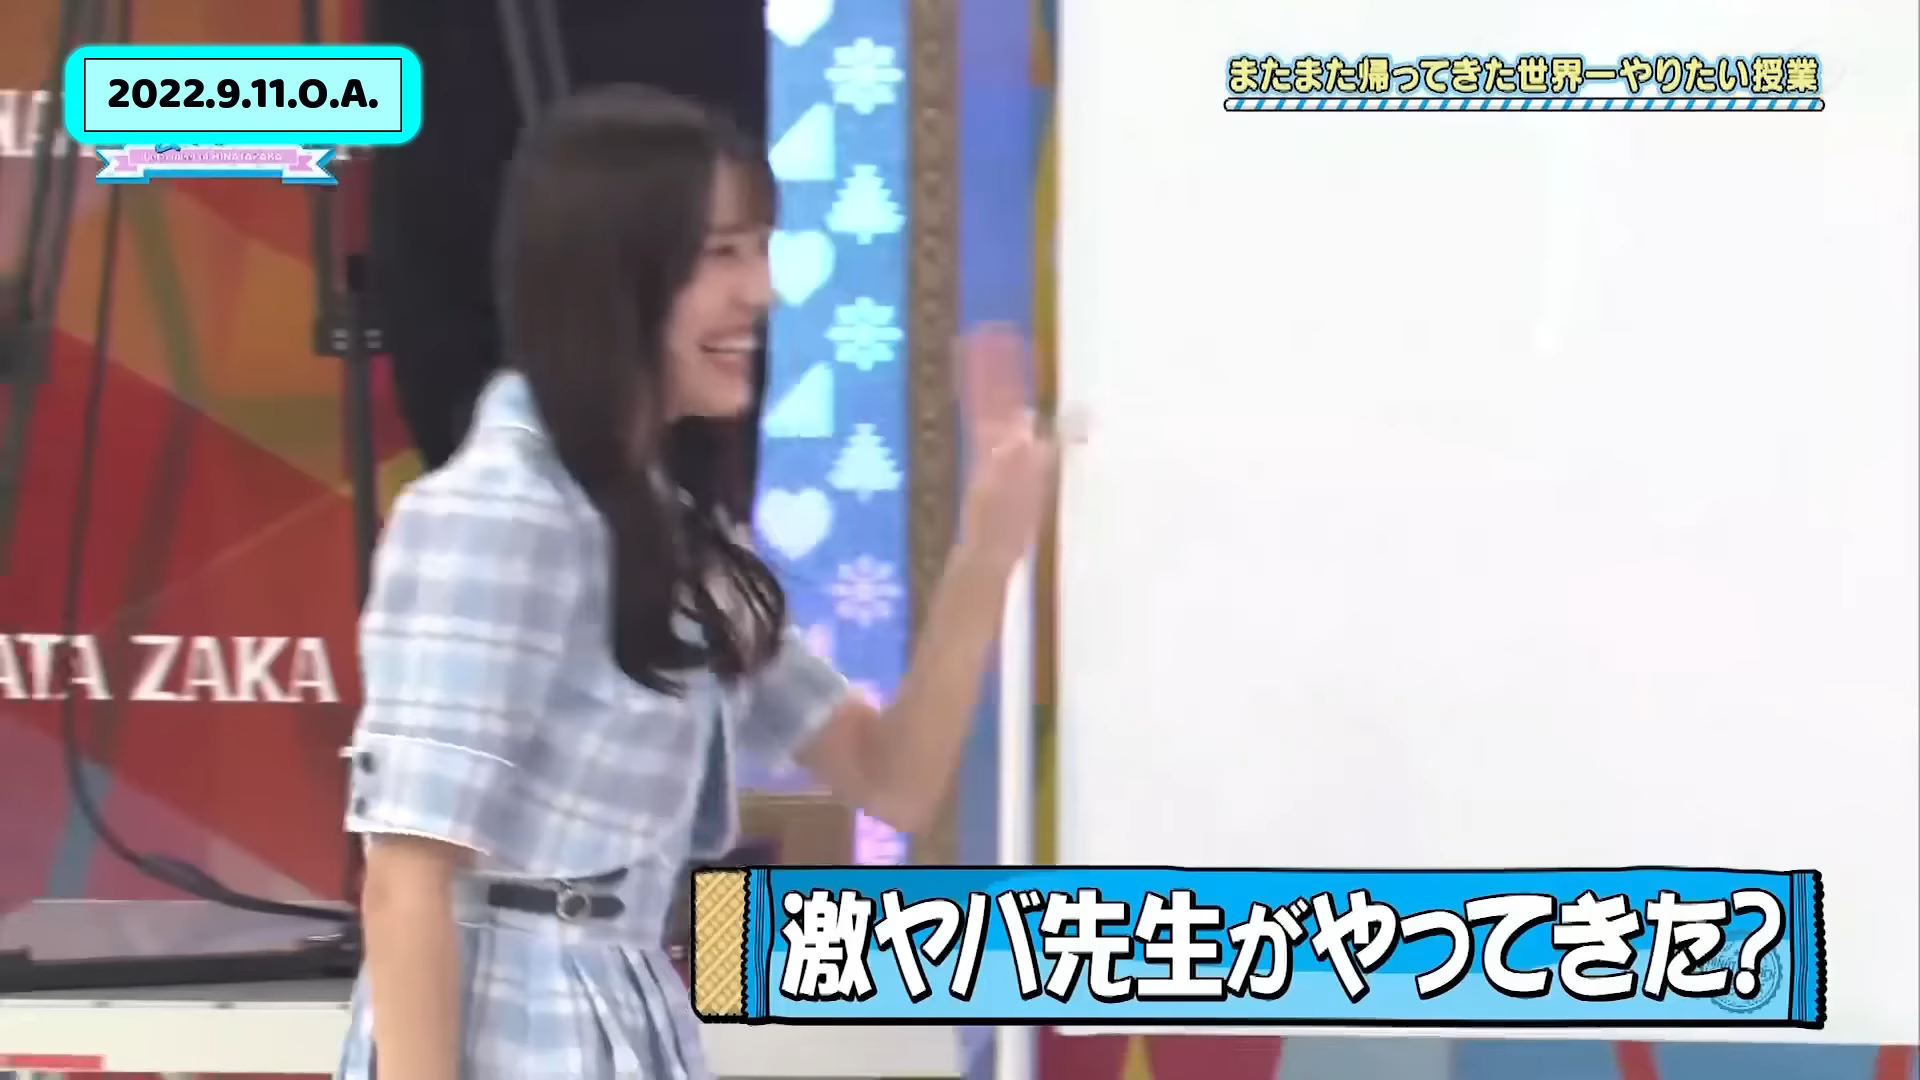 2022.9.11.O.A.
またまた帰ってきた世界一やりたい授業
HINATAZAKA
ATA ZAKA
激ヤバ先生がやってきた?